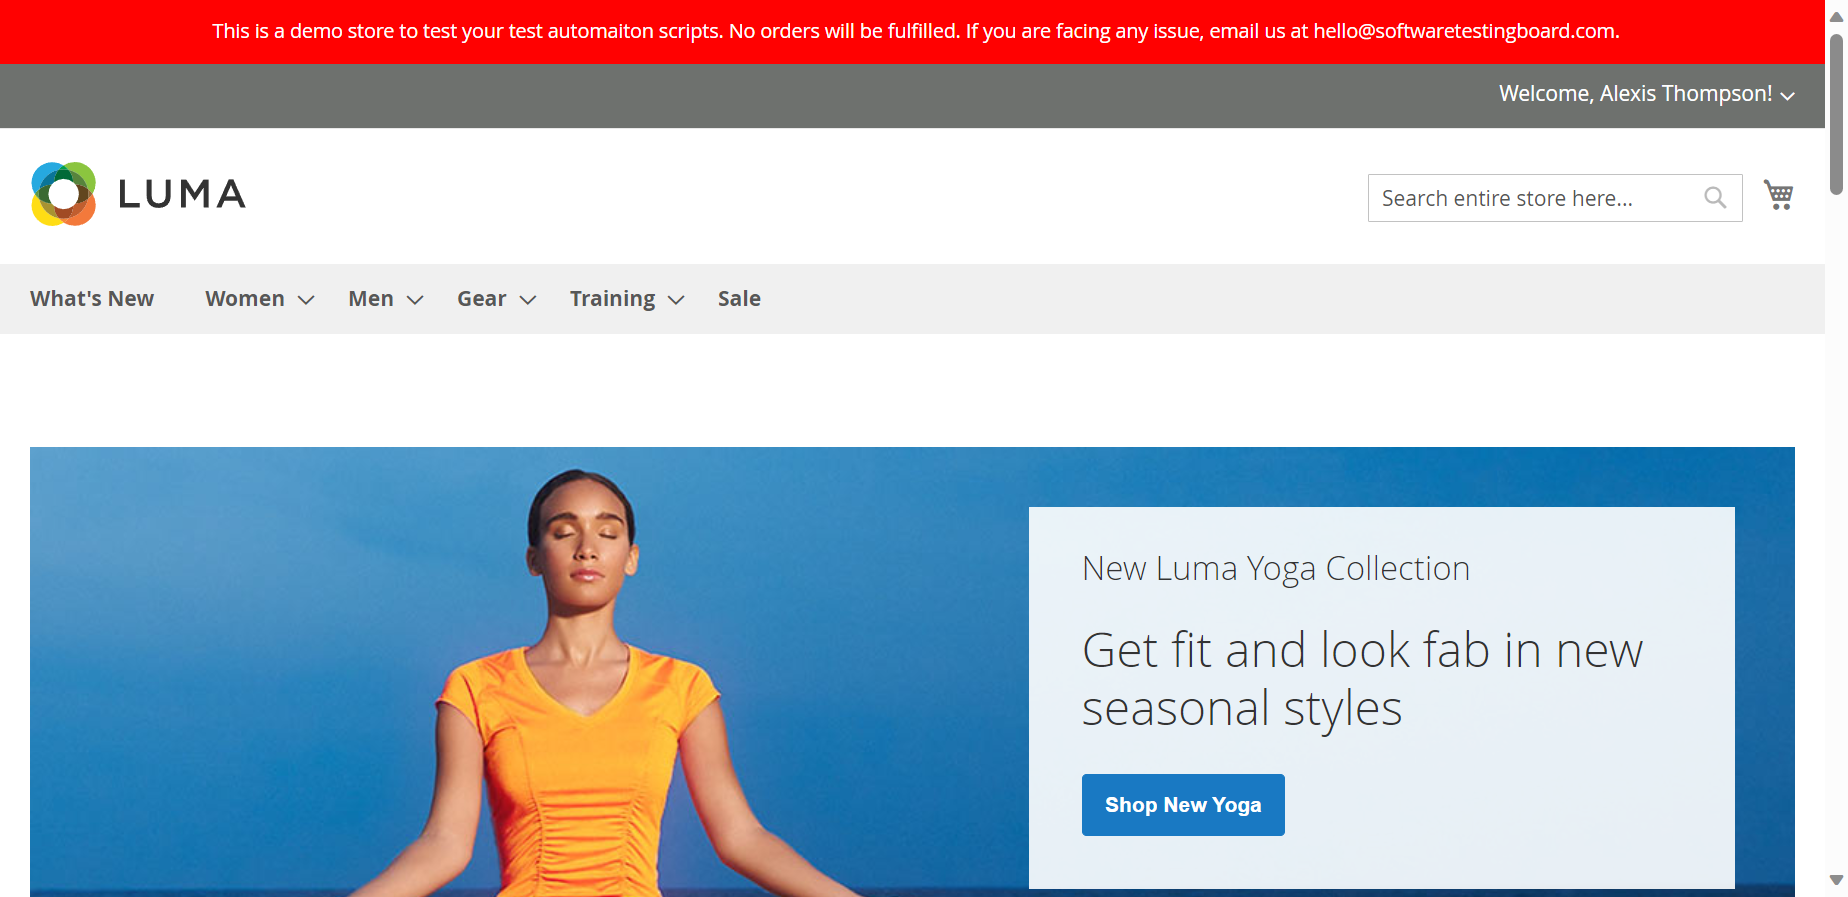 This is a demo store to test your test automaiton scripts. No orders will be fulfilled. If you are facing any issue, email us at hello@softwaretestingboard.com.
Welcome, Alexis Thompson!
LUMA
Search entire store here...
What's New Women Men Gear Training Sale
New Luma Yoga Collection
Get fit and look fab in new
seasonal styles
Shop New Yoga